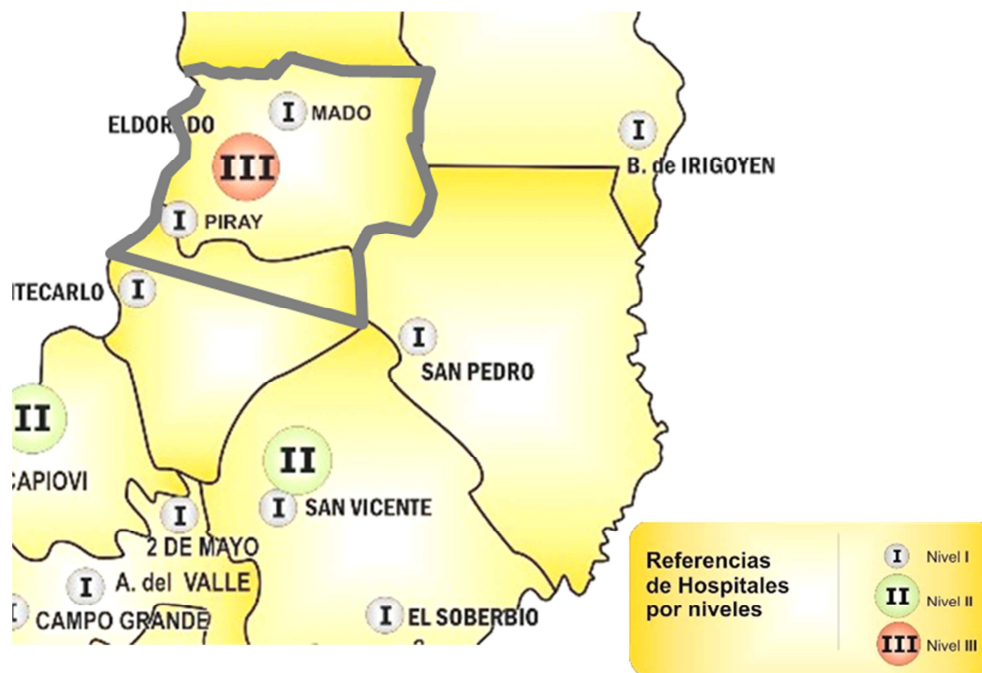 I MADO
ELDORADO
III
I
B. de IRIGOYEN
I PIRAY
NTECARLO I
I
SAN PEDRO
II
CAPIOVI
II
I SAN VICENTE
I
2 DE MAYO
I A. del VALLE
I CAMPO GRANDE
I EL SOBERBIO
Referencias
de Hospitales
por niveles
I Nivel I
II Nivel II
III Nivel III